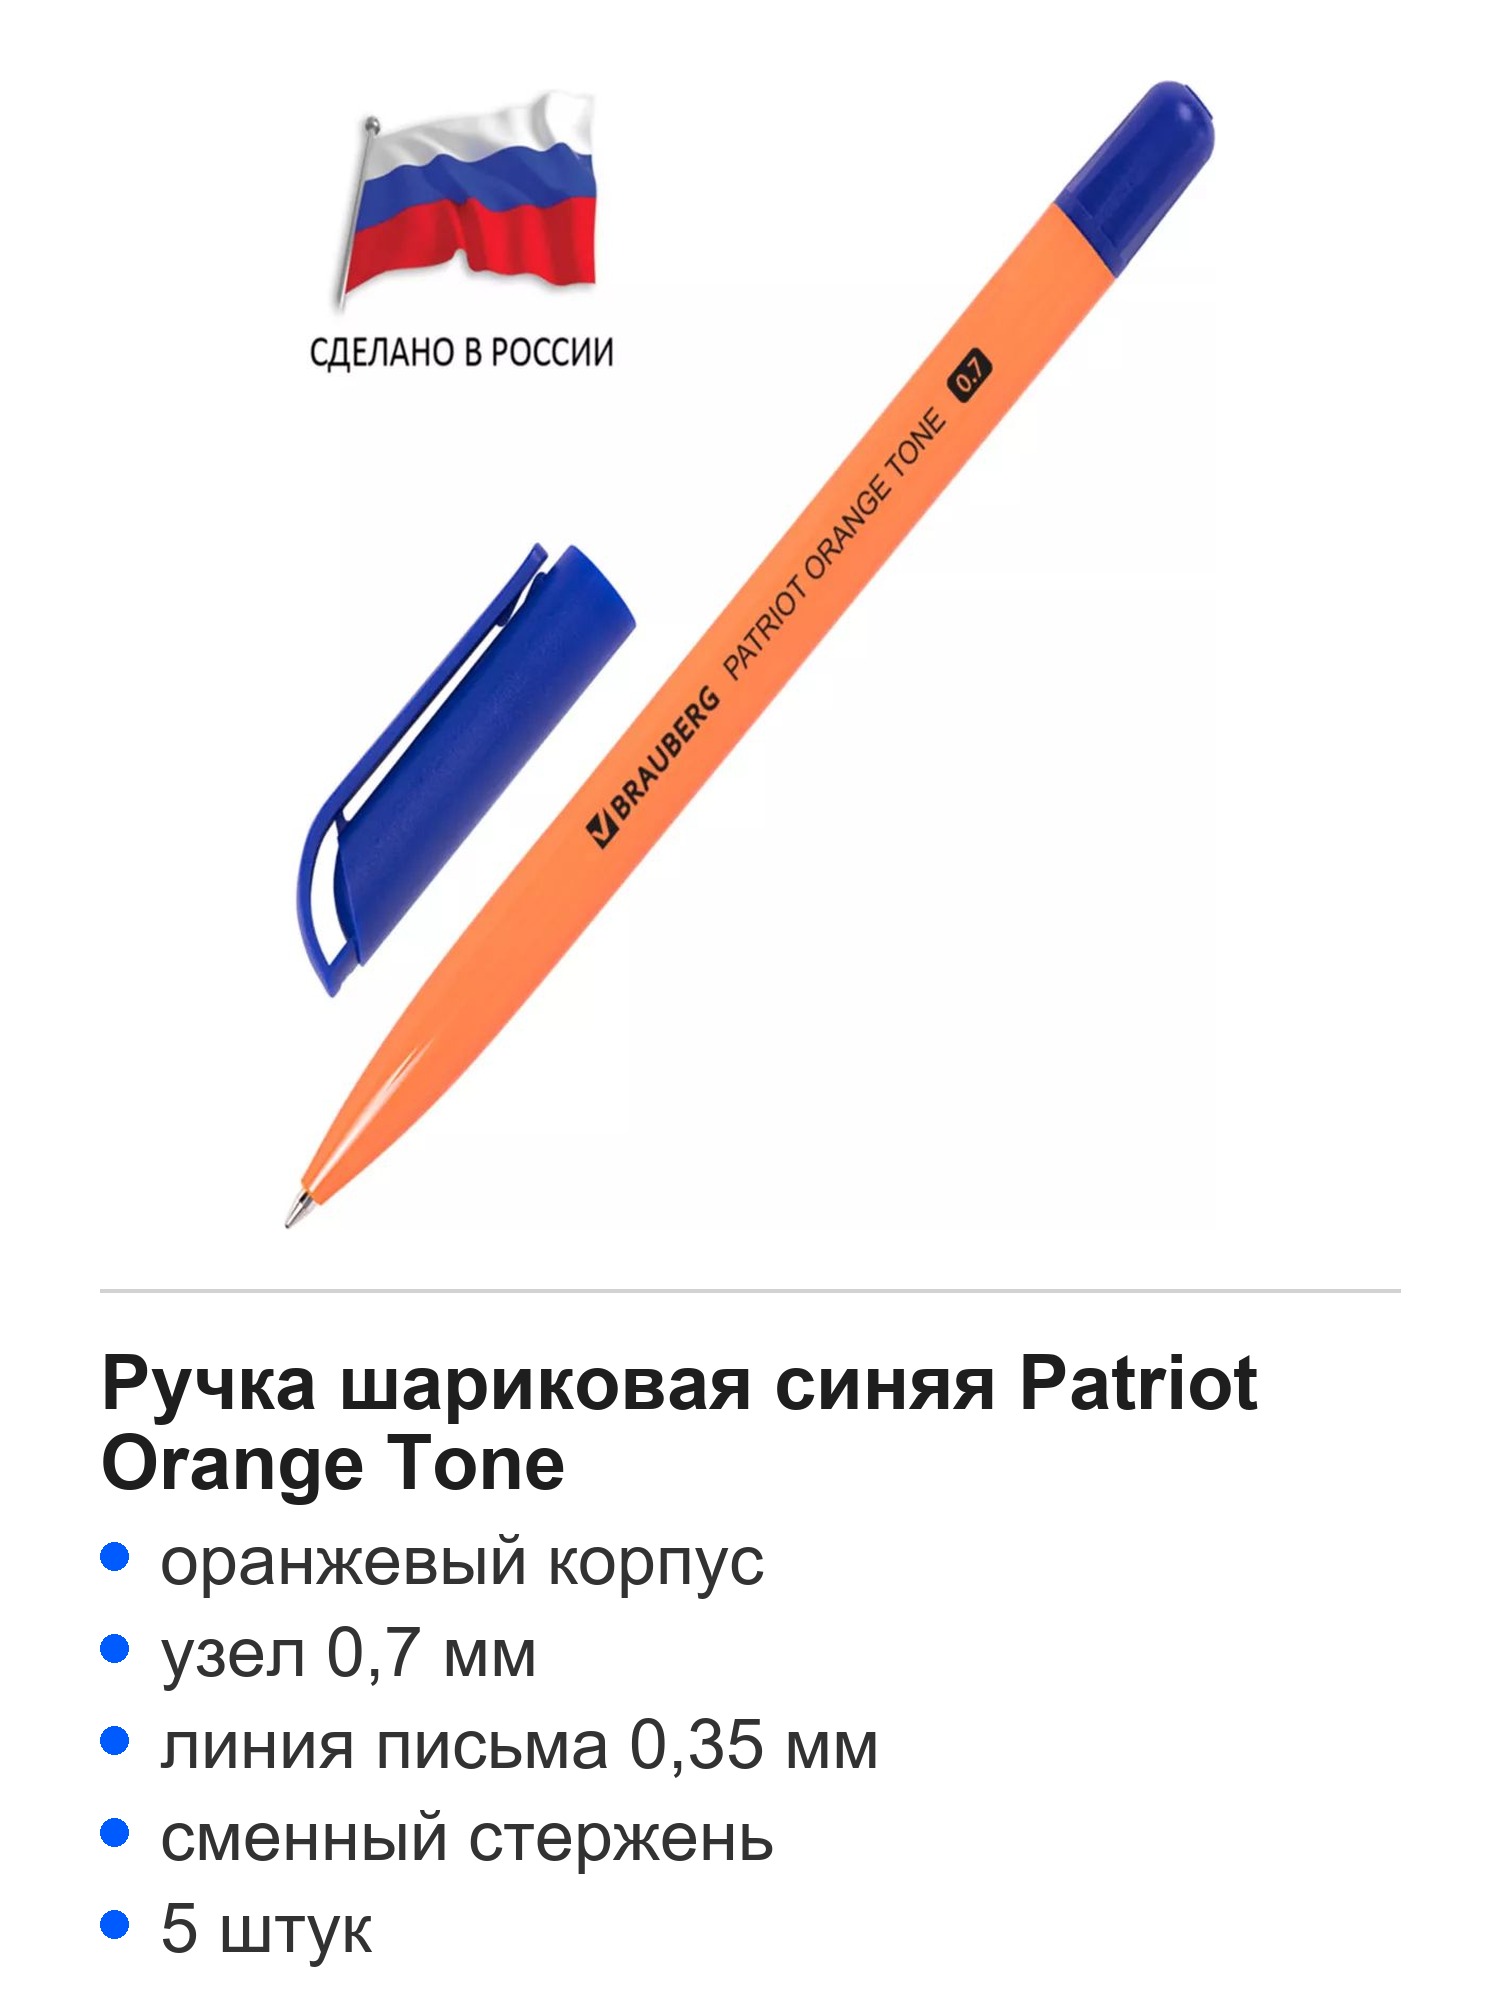 СДЕЛАНО В РОССИИ
BRAUBERG PATRIOT ORANGE TONE 0.7
Ручка шариковая синяя Patriot
Orange Tone
оранжевый корпус
узел 0,7 мм
линия письма 0,35 мм
сменный стержень
5 штук